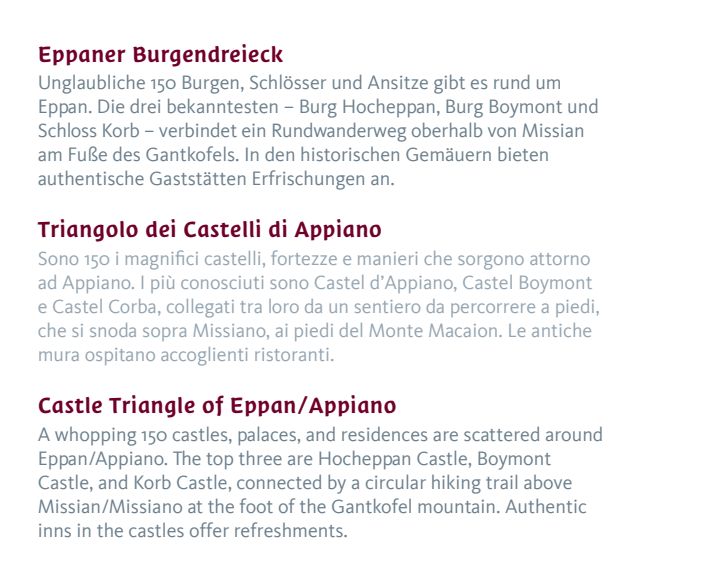 Eppaner Burgendreieck
Unglaubliche 150 Burgen, Schlösser und Ansitze gibt es rund um
Eppan. Die drei bekanntesten – Burg Hocheppan, Burg Boymont und
Schloss Korb – verbindet ein Rundwanderweg oberhalb von Missian
am Fuße des Gantkofels. In den historischen Gemäuern bieten
authentische Gaststätten Erfrischungen an.
Triangolo dei Castelli di Appiano
Sono 150 i magnifici castelli, fortezze e manieri che sorgono attorno
ad Appiano. I più conosciuti sono Castel d’Appiano, Castel Boymont
e Castel Corba, collegati tra loro da un sentiero da percorrere a piedi,
che si snoda sopra Missiano, ai piedi del Monte Macaion. Le antiche
mura ospitano accoglienti ristoranti.
Castle Triangle of Eppan/Appiano
A whopping 150 castles, palaces, and residences are scattered around
Eppan/Appiano. The top three are Hocheppan Castle, Boymont
Castle, and Korb Castle, connected by a circular hiking trail above
Missian/Missiano at the foot of the Gantkofel mountain. Authentic
inns in the castles offer refreshments.